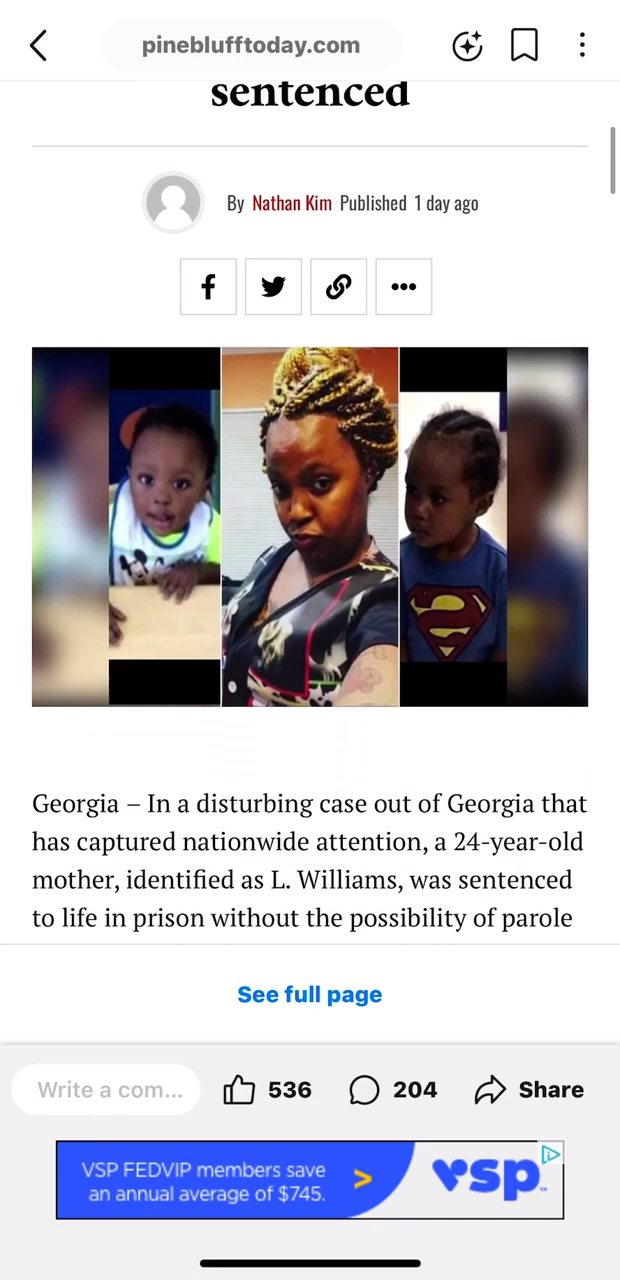 pineblufftoday.com
sentenced
By Nathan Kim Published 1 day ago
Georgia – In a disturbing case out of Georgia that
has captured nationwide attention, a 24-year-old
mother, identified as L. Williams, was sentenced
to life in prison without the possibility of parole
See full page
Write a com...
536
204
Share
VSP FEDVIP members save
an annual average of $745.
>
vsp